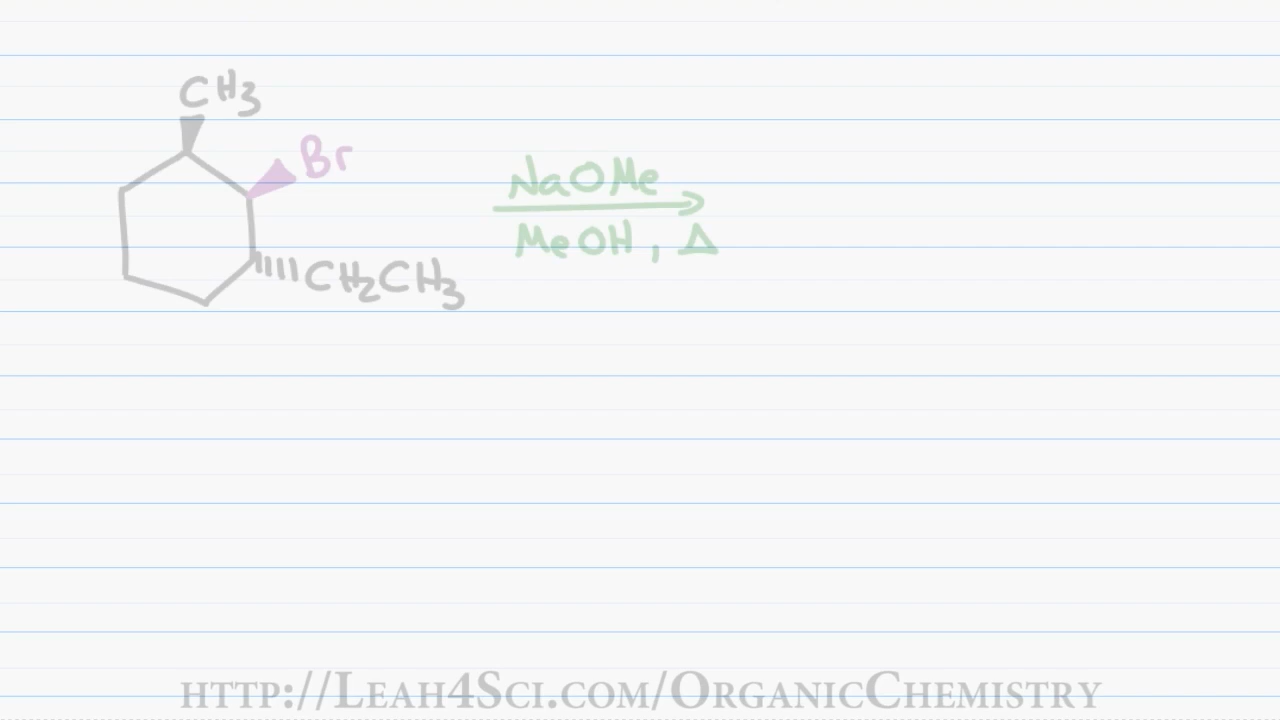 CH3
Br
NaOMe
MeOH, Δ
CH2CH3
HTTP://LEAH4SCI.COM/ORGANICCHEMISTRY